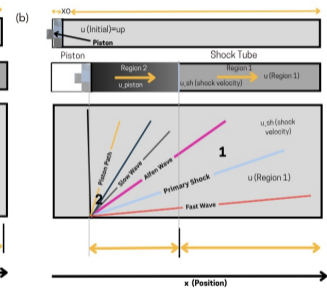 (b)
XO
u (Initial)=up
Piston
Piston
Shock Tube
Region 2
Region 1
u_piston
u_sh (shock velocity)
u (Region 1)
Piston Path
Slow Wave
Alfen Wave
Primary Shock
Fast Wave
1
2
u_sh (shock
velocity)
u (Region 1)
x (Position)